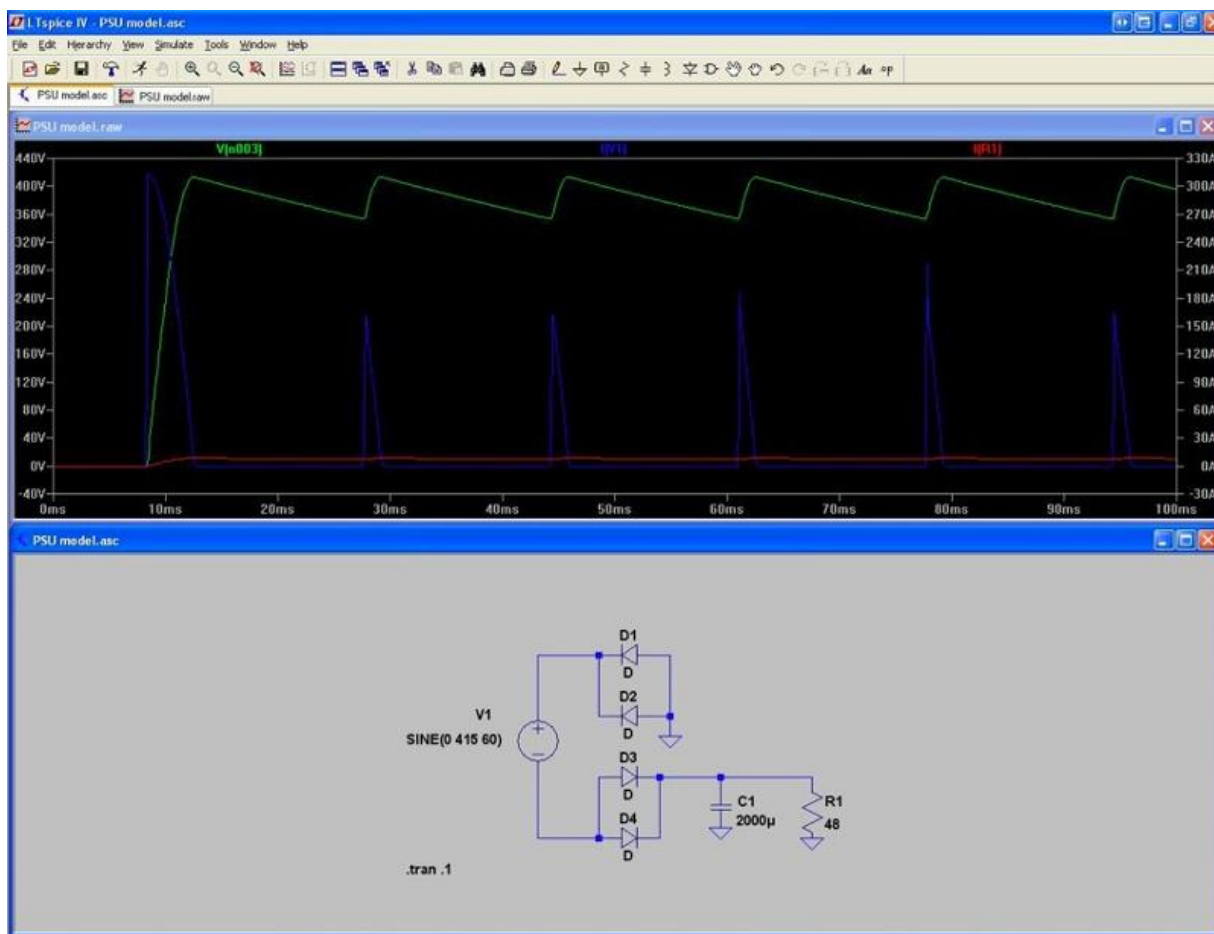 LTspice IV - PSU model.asc
File Edit Hierarchy View Simulate Tools Window Help
Aa .op
PSU model.asc PSU model.raw
PSU model.raw
V(n003) I(V1) I(R1)
440V 330A
400V 300A
360V 270A
320V 240A
280V 210A
240V 180A
200V 150A
160V 120A
120V 90A
80V 60A
40V 30A
0V 0A
-40V -30A
0ms 10ms 20ms 30ms 40ms 50ms 60ms 70ms 80ms 90ms 100ms
PSU model.asc
D1
D
D2
D
V1
SINE(0 415 60)
D3
D
C1
2000µ
R1
48
D4
D
.tran .1